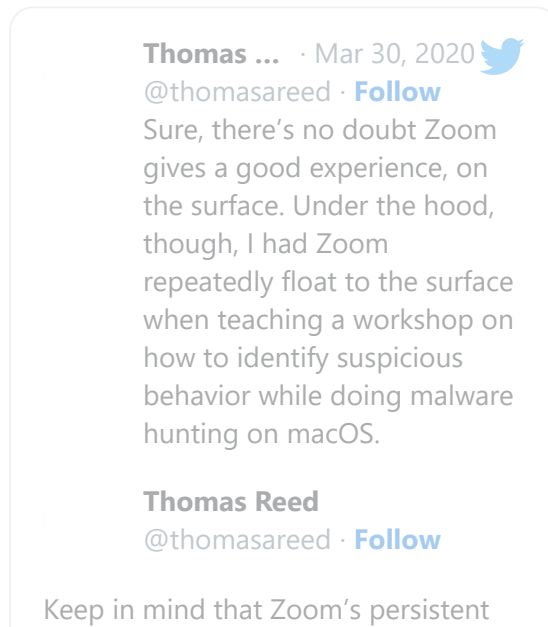 Thomas ... · Mar 30, 2020
@thomasareed · Follow
Sure, there’s no doubt Zoom
gives a good experience, on
the surface. Under the hood,
though, I had Zoom
repeatedly float to the surface
when teaching a workshop on
how to identify suspicious
behavior while doing malware
hunting on macOS.
Thomas Reed
@thomasareed · Follow
Keep in mind that Zoom’s persistent